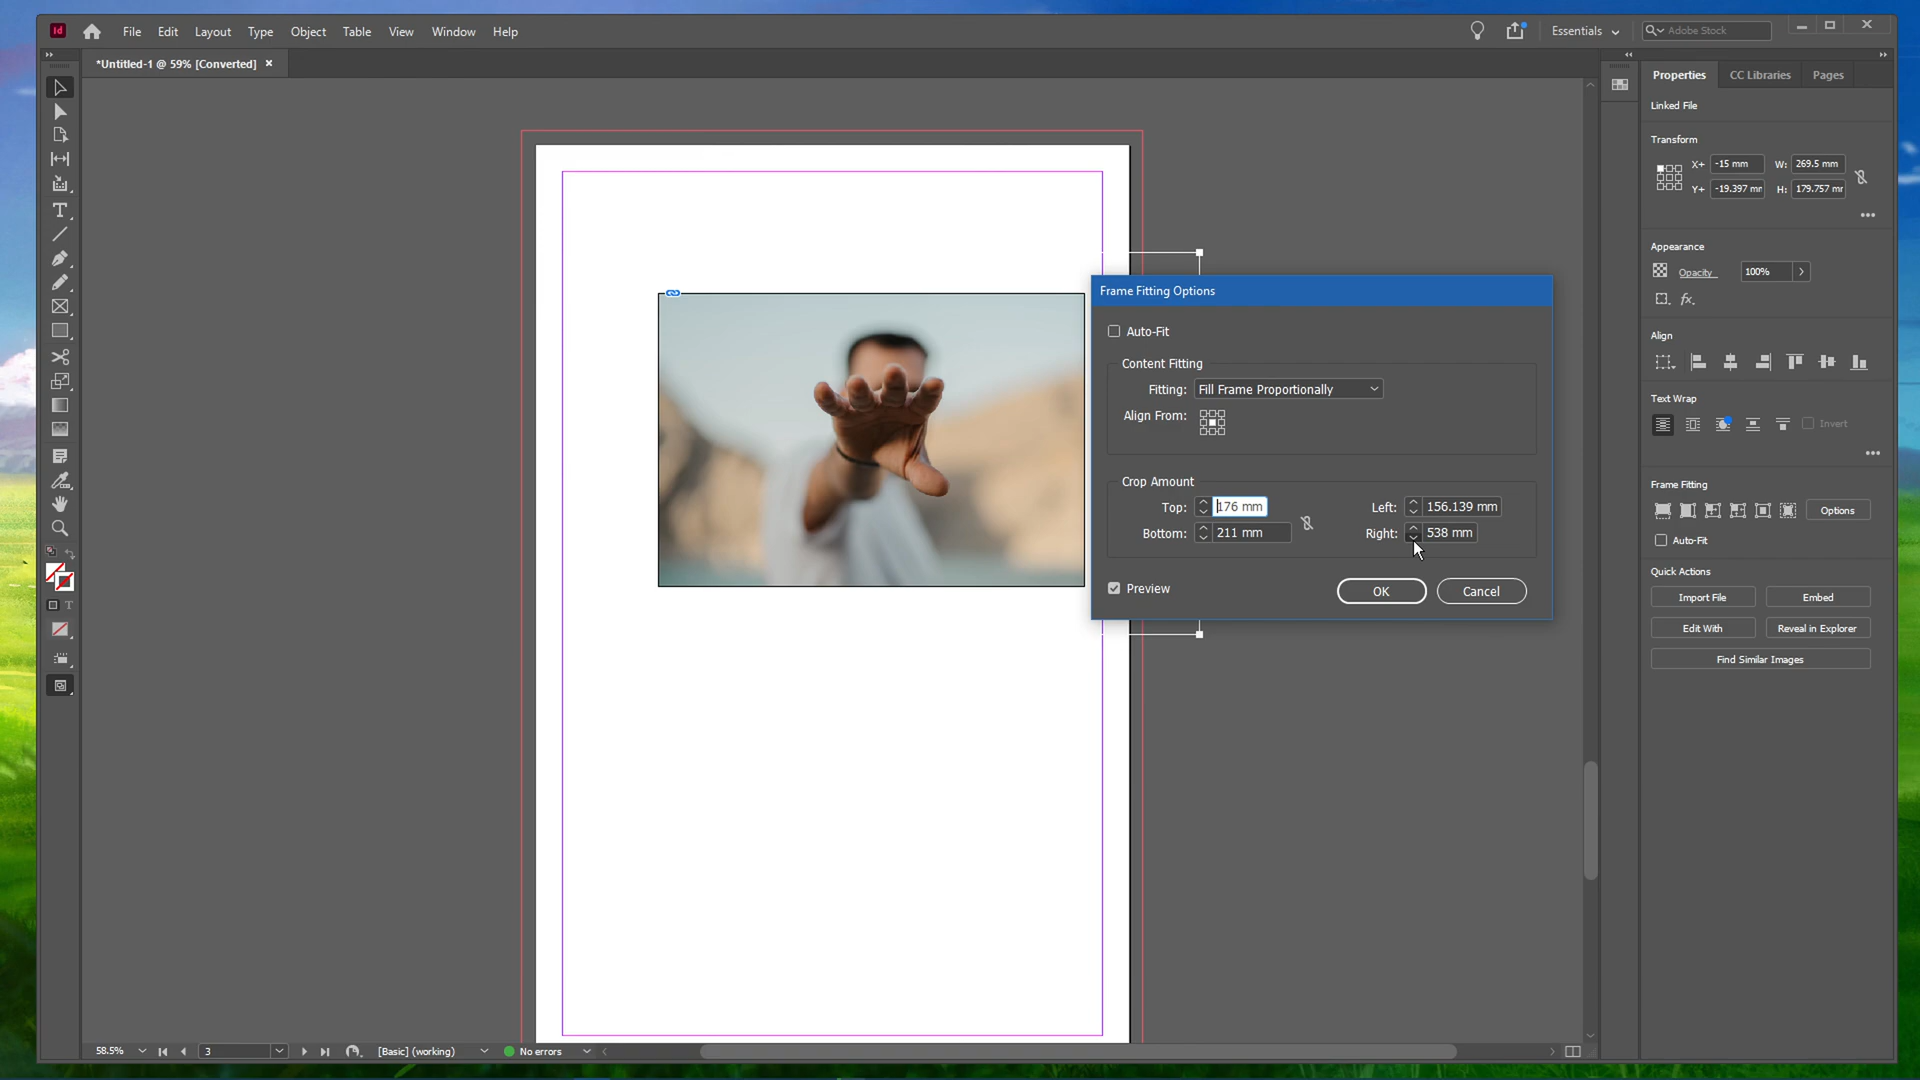 Id File Edit Layout Type Object Table View Window Help Essentials Adobe Stock
*Untitled-1 @ 59% [Converted] ×
Properties CC Libraries Pages
Linked File
Transform
X+ -15 mm W: 269.5 mm
Y+ -19.397 mm H: 179.757 mm
Appearance
Opacity 100%
fx.
Align
Text Wrap
Invert
Frame Fitting
Options
Auto-Fit
Quick Actions
Import File Embed
Edit With Reveal in Explorer
Find Similar Images
Frame Fitting Options
Auto-Fit
Content Fitting
Fitting: Fill Frame Proportionally
Align From:
Crop Amount
Top: 176 mm Left: 156.139 mm
Bottom: 211 mm Right: 538 mm
Preview OK Cancel
T
T
58.5% 3 [Basic] (working) No errors